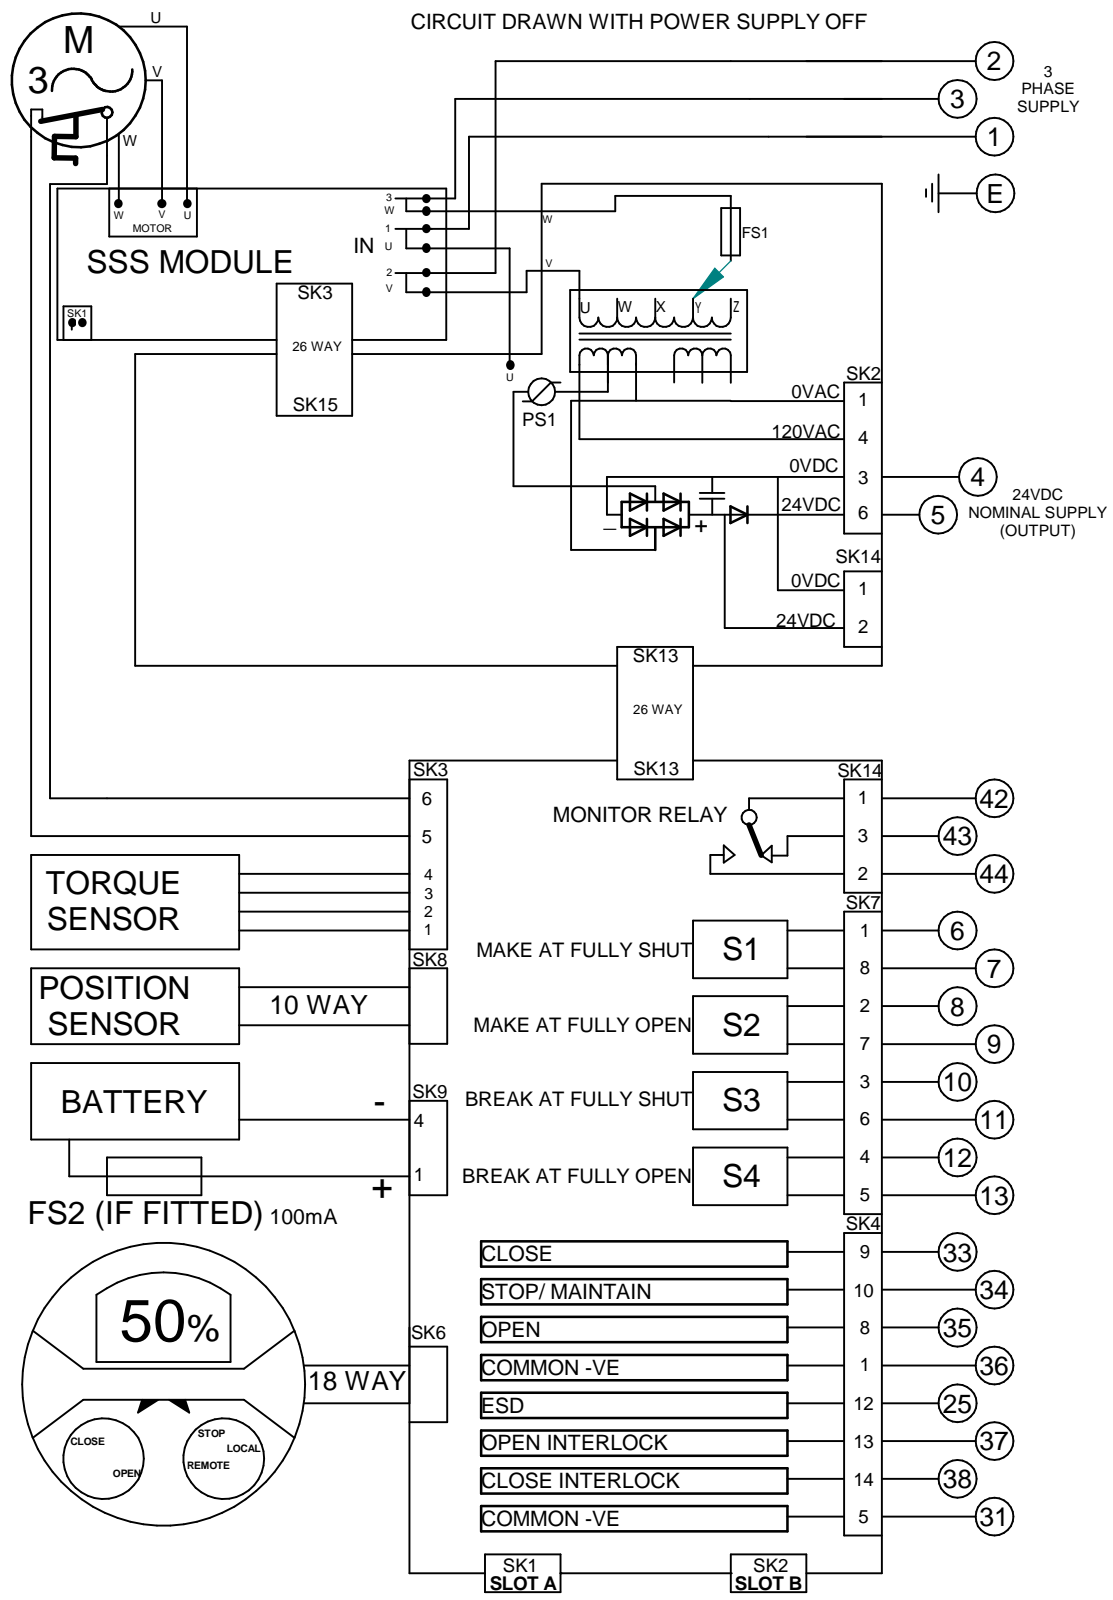 CIRCUIT DRAWN WITH POWER SUPPLY OFF
U
M
3
V
W
2
3
PHASE
SUPPLY
3
1
E
W
V
U
MOTOR
SSS MODULE
3
W
1
IN
U
2
V
U
W
V
FS1
SK1
SK3
26 WAY
SK15
U
W
X
Y
Z
PS1
SK2
0VAC
1
120VAC
4
0VDC
3
4
24VDC
6
5
24VDC
NOMINAL SUPPLY
(OUTPUT)
–
+
SK14
0VDC
1
24VDC
2
SK13
26 WAY
SK13
SK3
6
5
4
3
2
1
TORQUE
SENSOR
SK8
POSITION
SENSOR
10 WAY
BATTERY
-
SK9
4
1
+
FS2 (IF FITTED) 100mA
50%
CLOSE
OPEN
STOP
LOCAL
REMOTE
18 WAY
SK6
MONITOR RELAY
SK14
1
42
3
43
2
44
SK7
MAKE AT FULLY SHUT
S1
1
6
8
7
MAKE AT FULLY OPEN
S2
2
8
7
9
BREAK AT FULLY SHUT
S3
3
10
6
11
BREAK AT FULLY OPEN
S4
4
12
5
13
SK4
CLOSE
9
33
STOP/ MAINTAIN
10
34
OPEN
8
35
COMMON -VE
1
36
ESD
12
25
OPEN INTERLOCK
13
37
CLOSE INTERLOCK
14
38
COMMON -VE
5
31
SK1
SLOT A
SK2
SLOT B